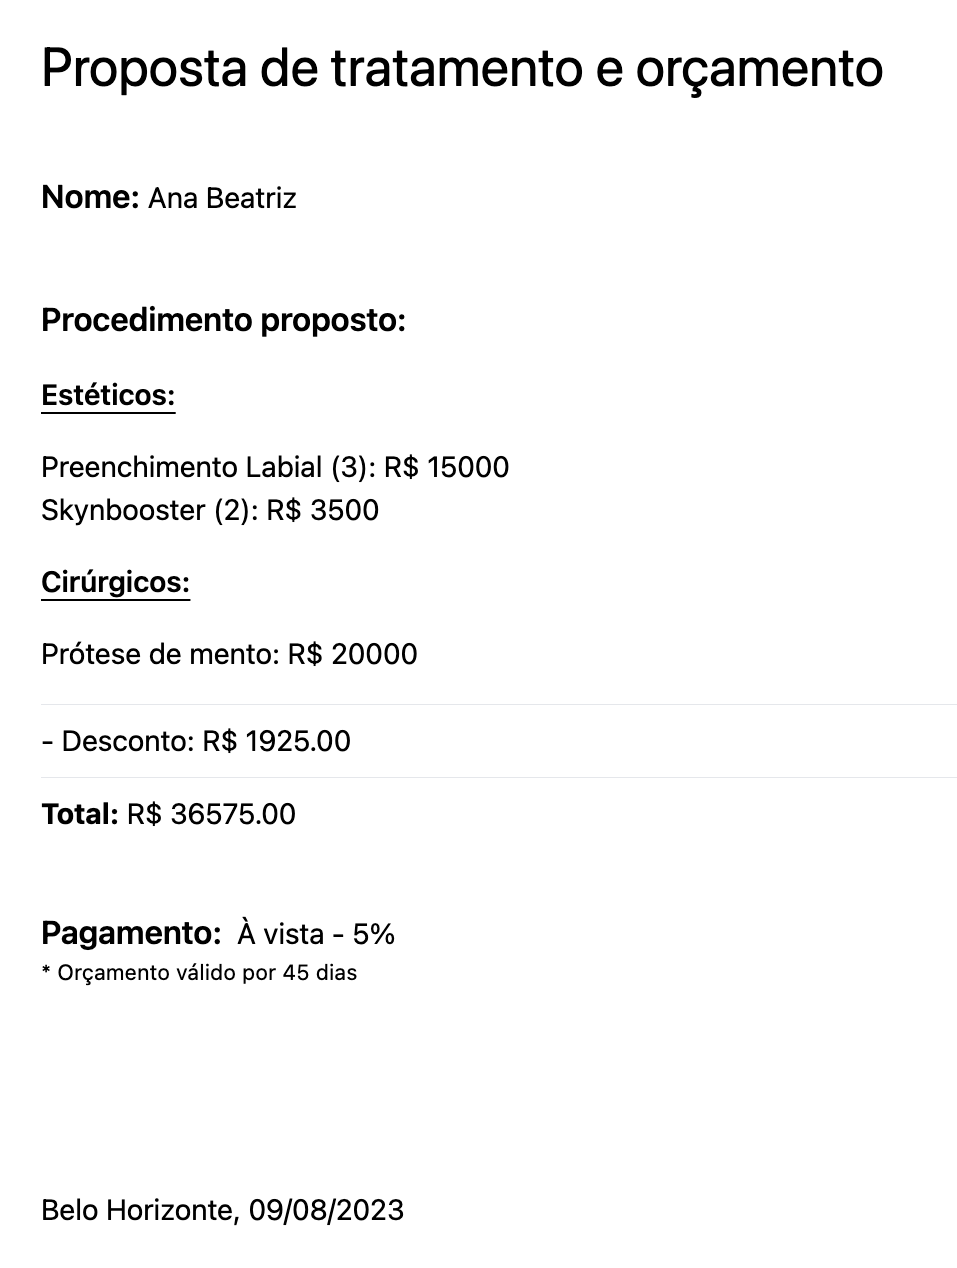 Proposta de tratamento e orçamento
Nome: Ana Beatriz
Procedimento proposto:
Estéticos:
Preenchimento Labial (3): R$ 15000
Skynbooster (2): R$ 3500
Cirúrgicos:
Prótese de mento: R$ 20000
- Desconto: R$ 1925.00
Total: R$ 36575.00
Pagamento: À vista - 5%
* Orçamento válido por 45 dias
Belo Horizonte, 09/08/2023